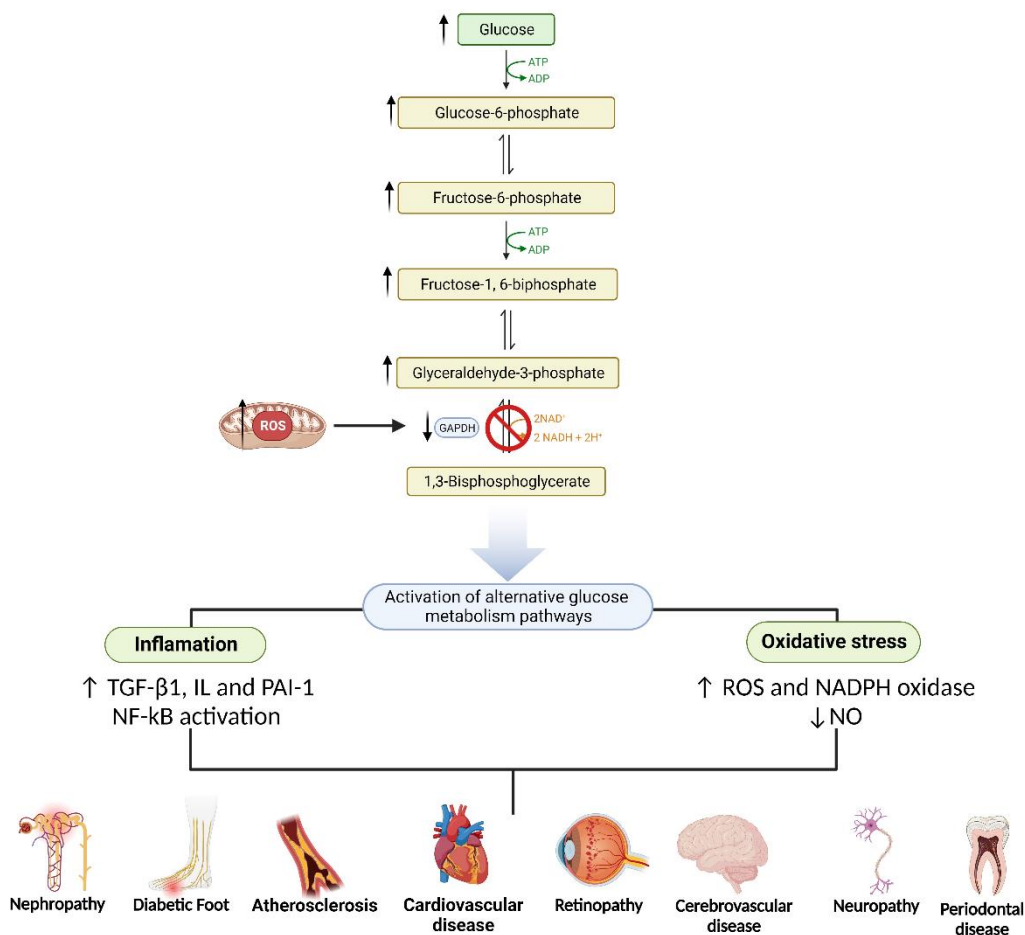 Glucose
ATP
ADP
Glucose-6-phosphate
Fructose-6-phosphate
ATP
ADP
Fructose-1, 6-biphosphate
Glyceraldehyde-3-phosphate
ROS
GAPDH
2NAD⁺
2 NADH + 2H⁺
1,3-Bisphosphoglycerate
Activation of alternative glucose
metabolism pathways
Inflamation
↑ TGF-β1, IL and PAI-1
NF-kB activation
Oxidative stress
↑ ROS and NADPH oxidase
↓NO
Nephropathy
Diabetic Foot
Atherosclerosis
Cardiovascular
disease
Retinopathy
Cerebrovascular
disease
Neuropathy
Periodontal
disease